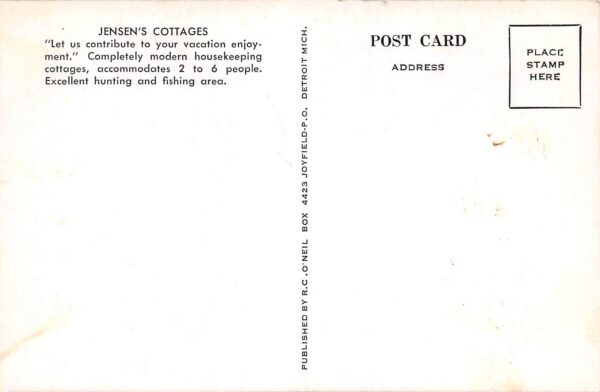 JENSEN'S COTTAGES
"Let us contribute to your vacation enjoy-
ment." Completely modern housekeeping
cottages, accommodates 2 to 6 people.
Excellent hunting and fishing area.
PUBLISHED BY R.C. O'NEIL BOX 4423 JOYFIELD-P.O. DETROIT MICH.
POST CARD
ADDRESS
PLACE
STAMP
HERE